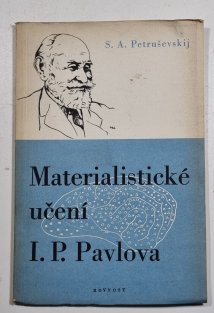 S. A. Petruševskij
Materialistické
učení
I. P. Pavlova
ROVNOST